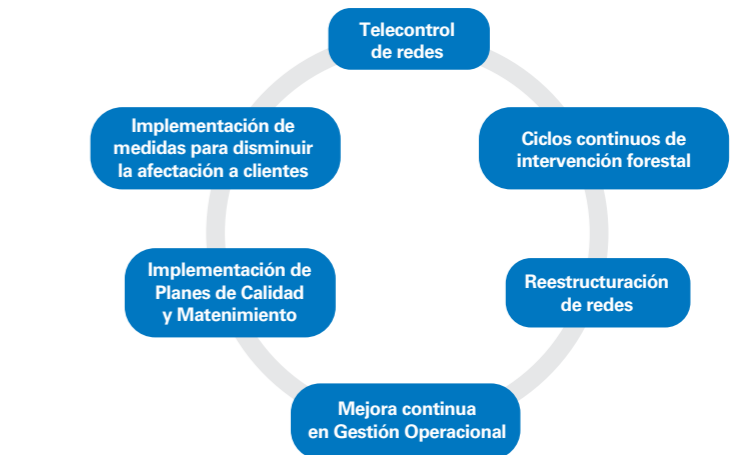 Telecontrol
de redes
Implementación de
medidas para disminuir
la afectación a clientes
Ciclos continuos de
intervención forestal
Implementación de
Planes de Calidad
y Matenimiento
Reestructuración
de redes
Mejora continua
en Gestión Operacional